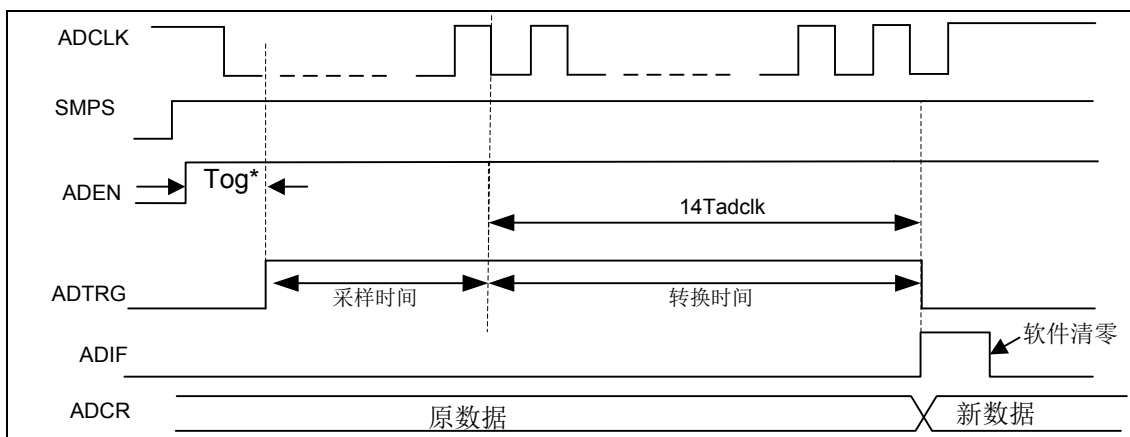 ADCLK
SMPS
ADEN
Tog*
14Tadclk
ADTRG
采样时间
转换时间
ADIF
软件清零
ADCR
原数据
新数据